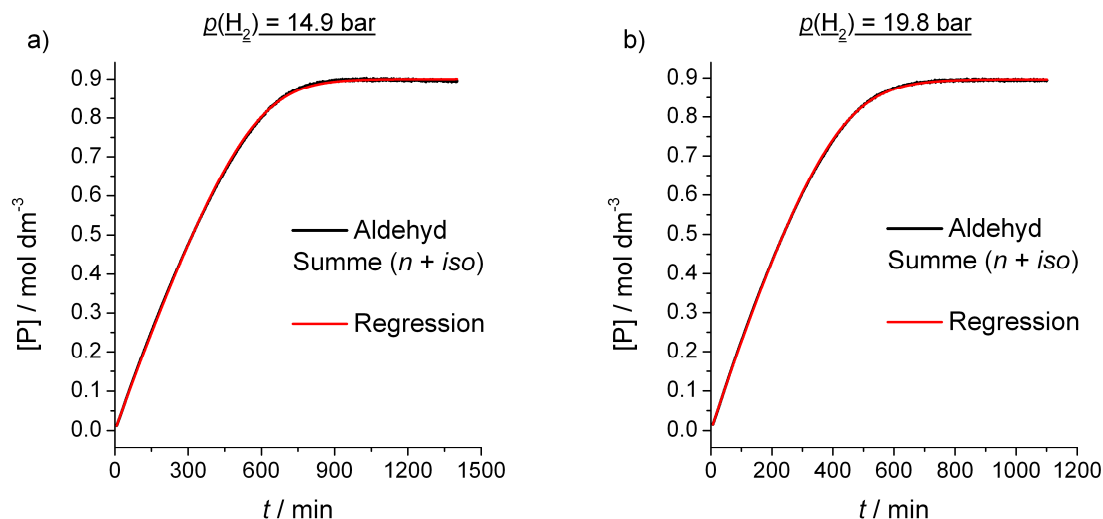 a)
p(H₂) = 14.9 bar
[P] / mol dm⁻³
0.9
0.8
0.7
0.6
0.5
0.4
0.3
0.2
0.1
0.0
Aldehyd
Summe (n + iso)
Regression
0 300 600 900 1200 1500
t / min
b)
p(H₂) = 19.8 bar
[P] / mol dm⁻³
0.9
0.8
0.7
0.6
0.5
0.4
0.3
0.2
0.1
0.0
Aldehyd
Summe (n + iso)
Regression
0 200 400 600 800 1000 1200
t / min